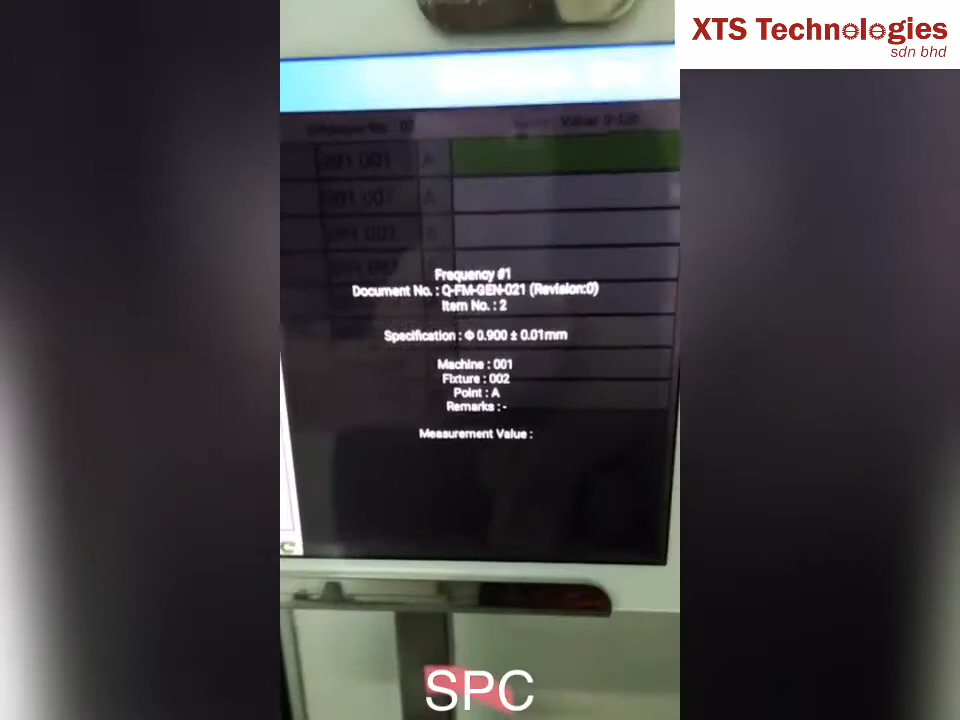 XTS Technologies
sdn bhd
Frequency #1
Document No. : Q-FM-GEN-021 (Revision:0)
Item No. : 2
Specification : Φ 0.900 ± 0.01mm
Machine : 001
Fixture : 002
Point : A
Remarks : -
Measurement Value :
SPC